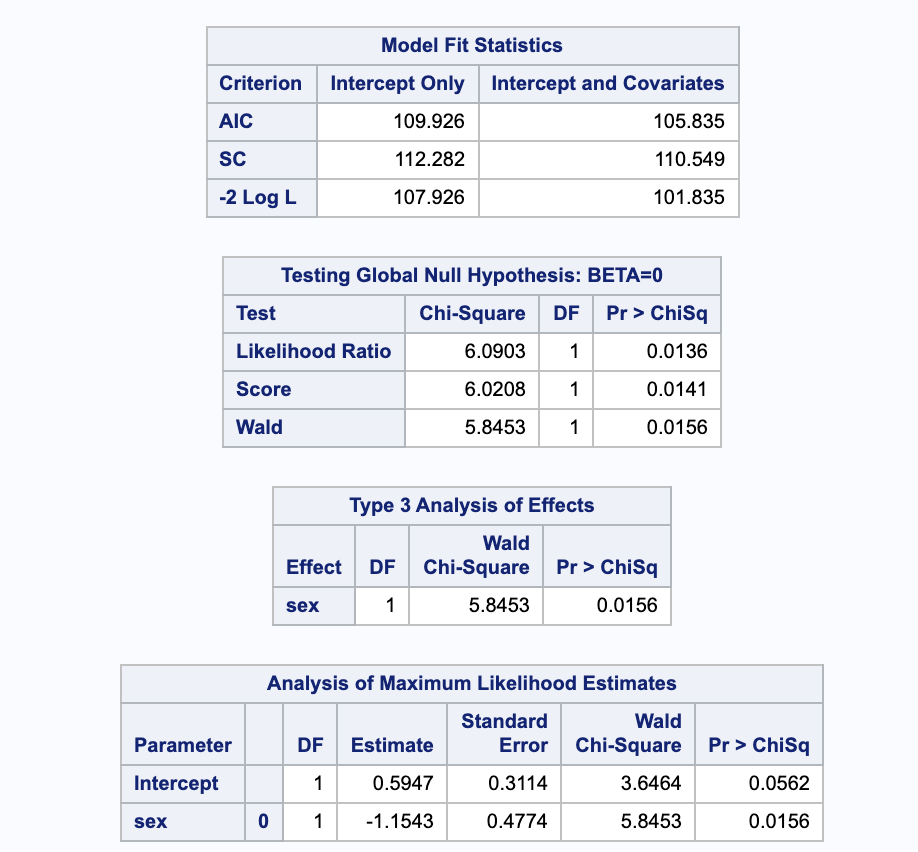 Model Fit Statistics
Criterion Intercept Only Intercept and Covariates
AIC 109.926 105.835
SC 112.282 110.549
-2 Log L 107.926 101.835
Testing Global Null Hypothesis: BETA=0
Test Chi-Square DF Pr > ChiSq
Likelihood Ratio 6.0903 1 0.0136
Score 6.0208 1 0.0141
Wald 5.8453 1 0.0156
Type 3 Analysis of Effects
Wald
Effect DF Chi-Square Pr > ChiSq
sex 1 5.8453 0.0156
Analysis of Maximum Likelihood Estimates
Standard Wald
Parameter DF Estimate Error Chi-Square Pr > ChiSq
Intercept 1 0.5947 0.3114 3.6464 0.0562
sex 0 1 -1.1543 0.4774 5.8453 0.0156